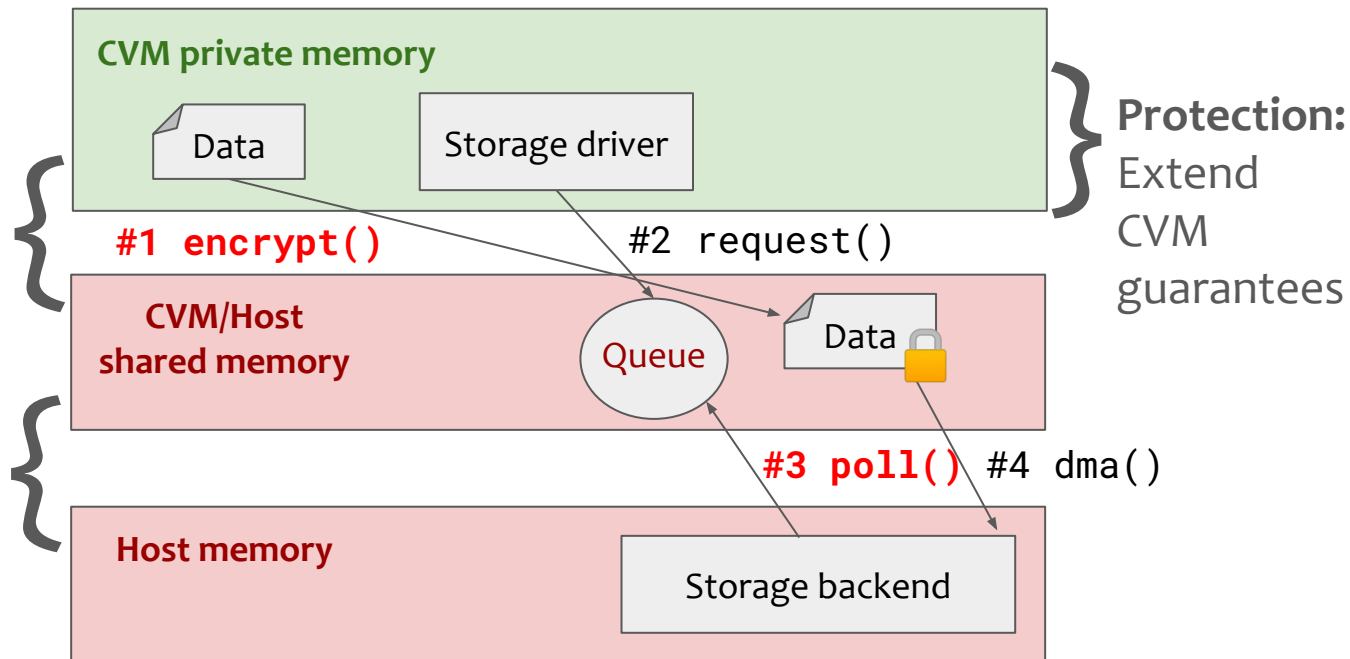 CVM private memory
Data
Storage driver
Protection:
Extend
CVM
guarantees
#1 encrypt()
#2 request()
CVM/Host
shared memory
Queue
Data
#3 poll()
#4 dma()
Host memory
Storage backend